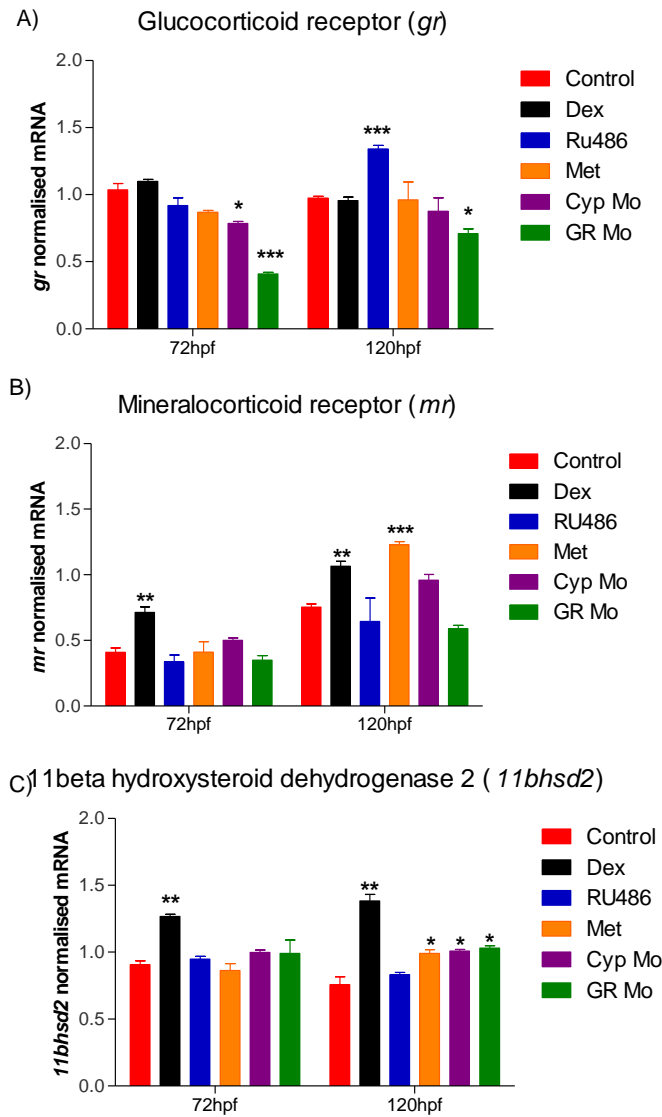 A)
Glucocorticoid receptor (gr)
gr normalised mRNA
2.0
1.5
1.0
0.5
0.0
***
*
***
*
72hpf
120hpf
Control
Dex
Ru486
Met
Cyp Mo
GR Mo
B)
Mineralocorticoid receptor (mr)
mr normalised mRNA
2.0
1.5
1.0
0.5
0.0
**
**
***
72hpf
120hpf
Control
Dex
RU486
Met
Cyp Mo
GR Mo
C)11beta hydroxysteroid dehydrogenase 2 ( 11bhsd2)
11bhsd2 normalised mRNA
2.0
1.5
1.0
0.5
0.0
**
**
* * *
72hpf
120hpf
Control
Dex
RU486
Met
Cyp Mo
GR Mo